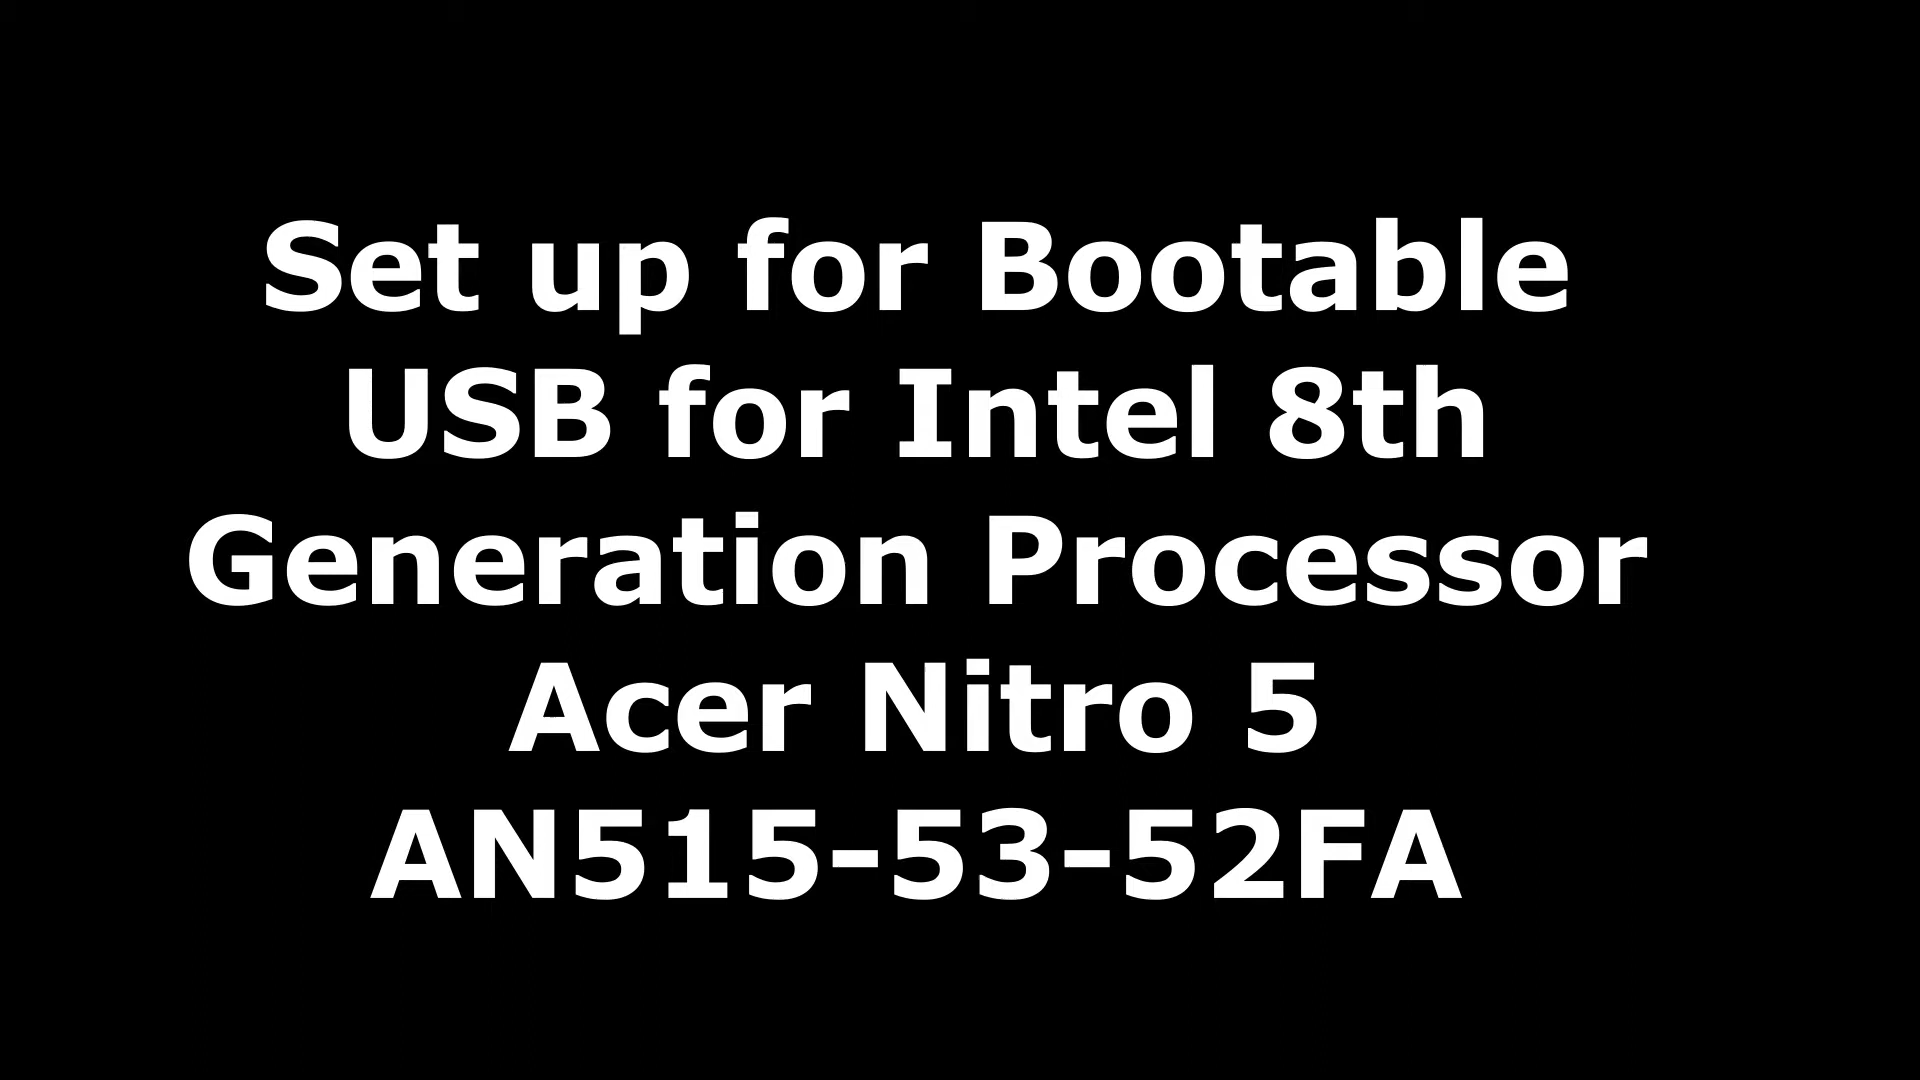 Set up for Bootable
USB for Intel 8th
Generation Processor
Acer Nitro 5
AN515-53-52FA